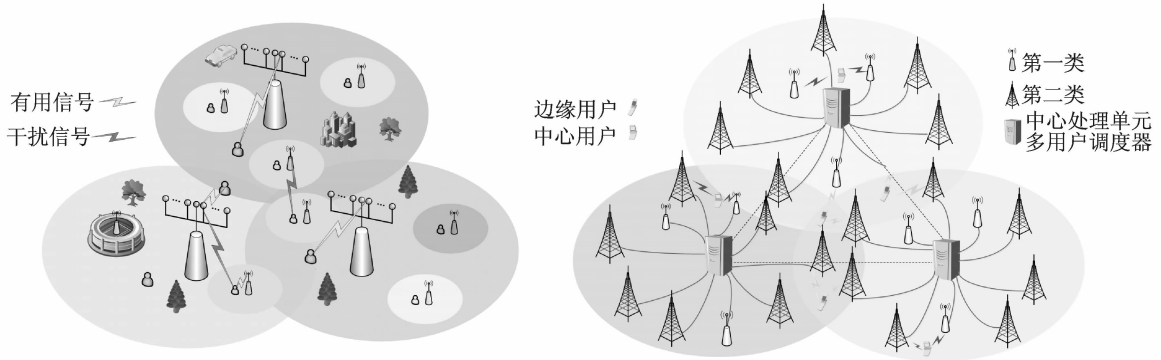 有用信号
干扰信号
边缘用户
中心用户
第一类
第二类
中心处理单元
多用户调度器